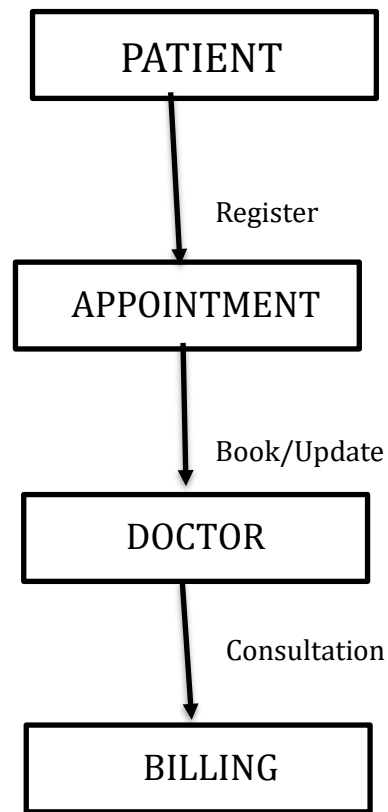 PATIENT
Register
APPOINTMENT
Book/Update
DOCTOR
Consultation
BILLING